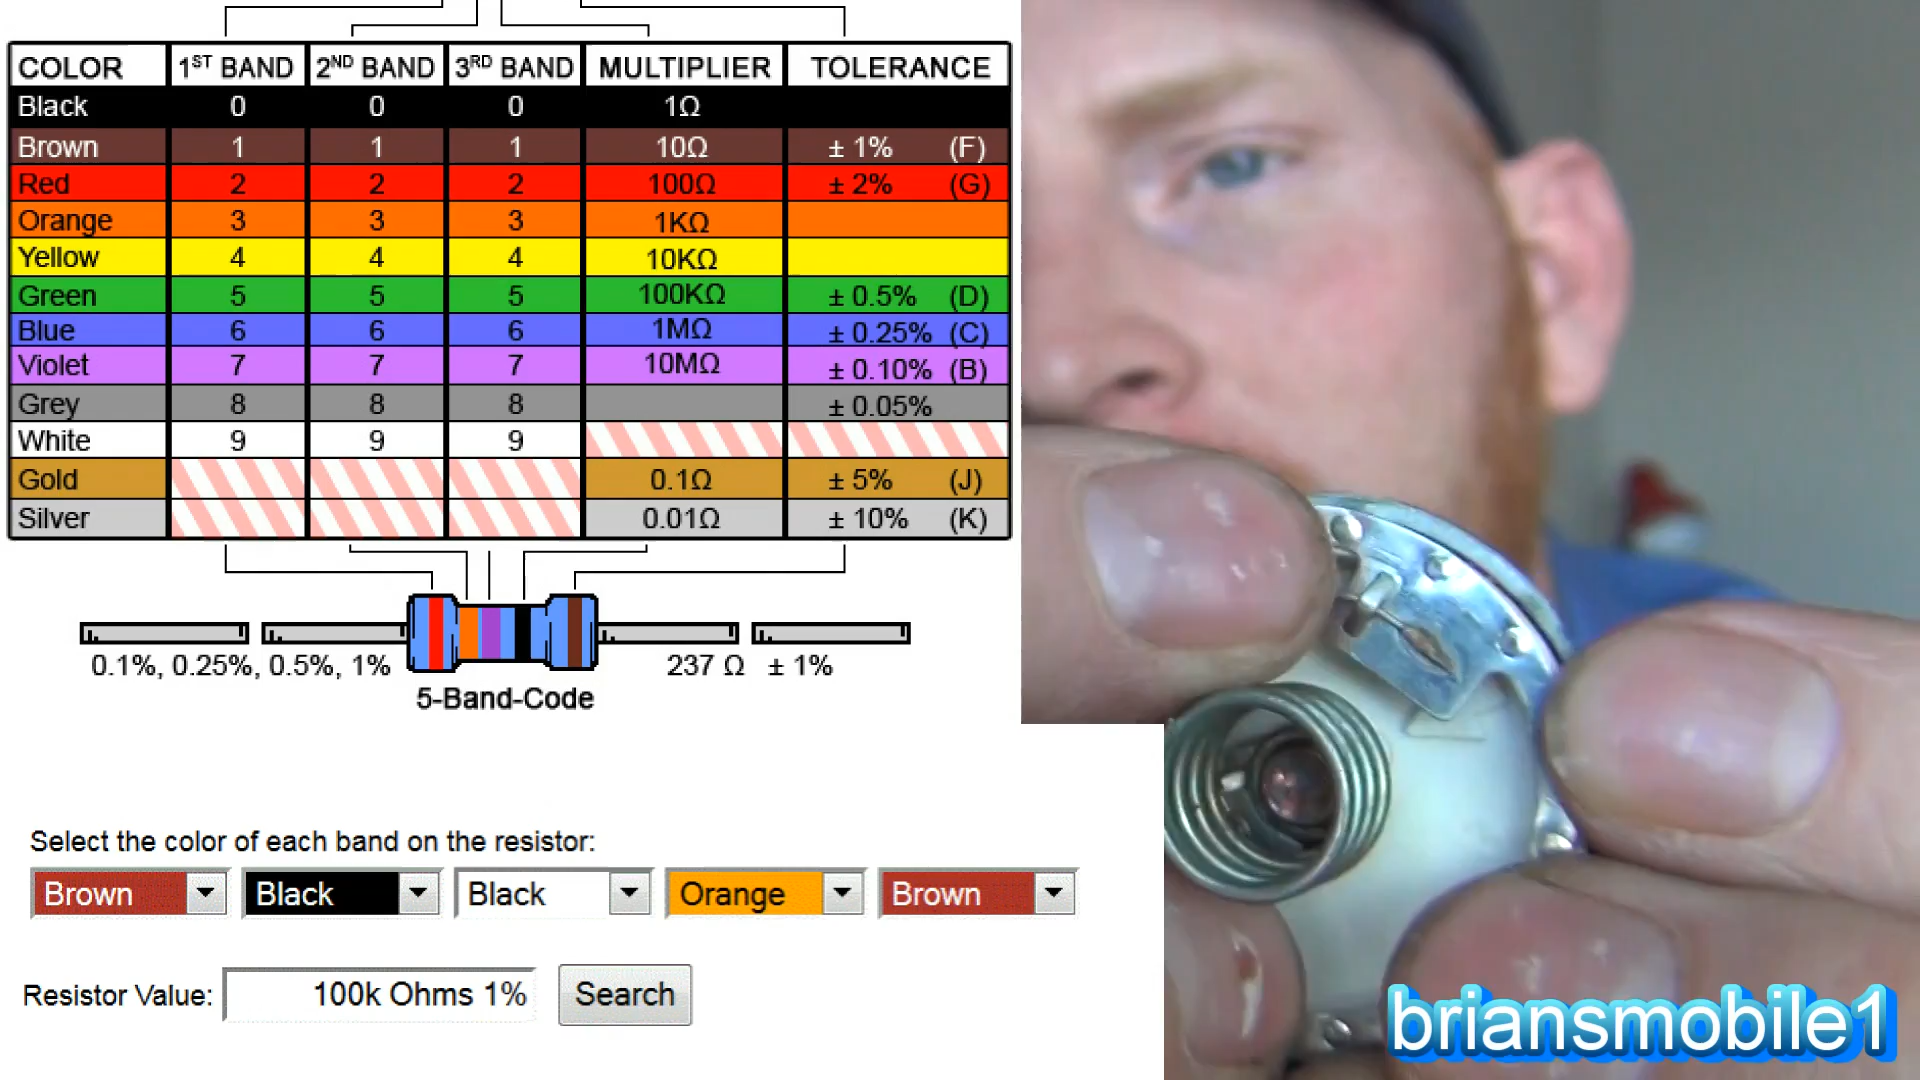 COLOR 1ST BAND 2ND BAND 3RD BAND MULTIPLIER TOLERANCE
Black 0 0 0 1Ω
Brown 1 1 1 10Ω ± 1% (F)
Red 2 2 2 100Ω ± 2% (G)
Orange 3 3 3 1KΩ
Yellow 4 4 4 10KΩ
Green 5 5 5 100KΩ ± 0.5% (D)
Blue 6 6 6 1MΩ ± 0.25% (C)
Violet 7 7 7 10MΩ ± 0.10% (B)
Grey 8 8 8 ± 0.05%
White 9 9 9
Gold 0.1Ω ± 5% (J)
Silver 0.01Ω ± 10% (K)
0.1%, 0.25%, 0.5%, 1% 237 Ω ± 1%
5-Band-Code
Select the color of each band on the resistor:
Brown Black Black Orange Brown
Resistor Value: 100k Ohms 1% Search
briansmobile1